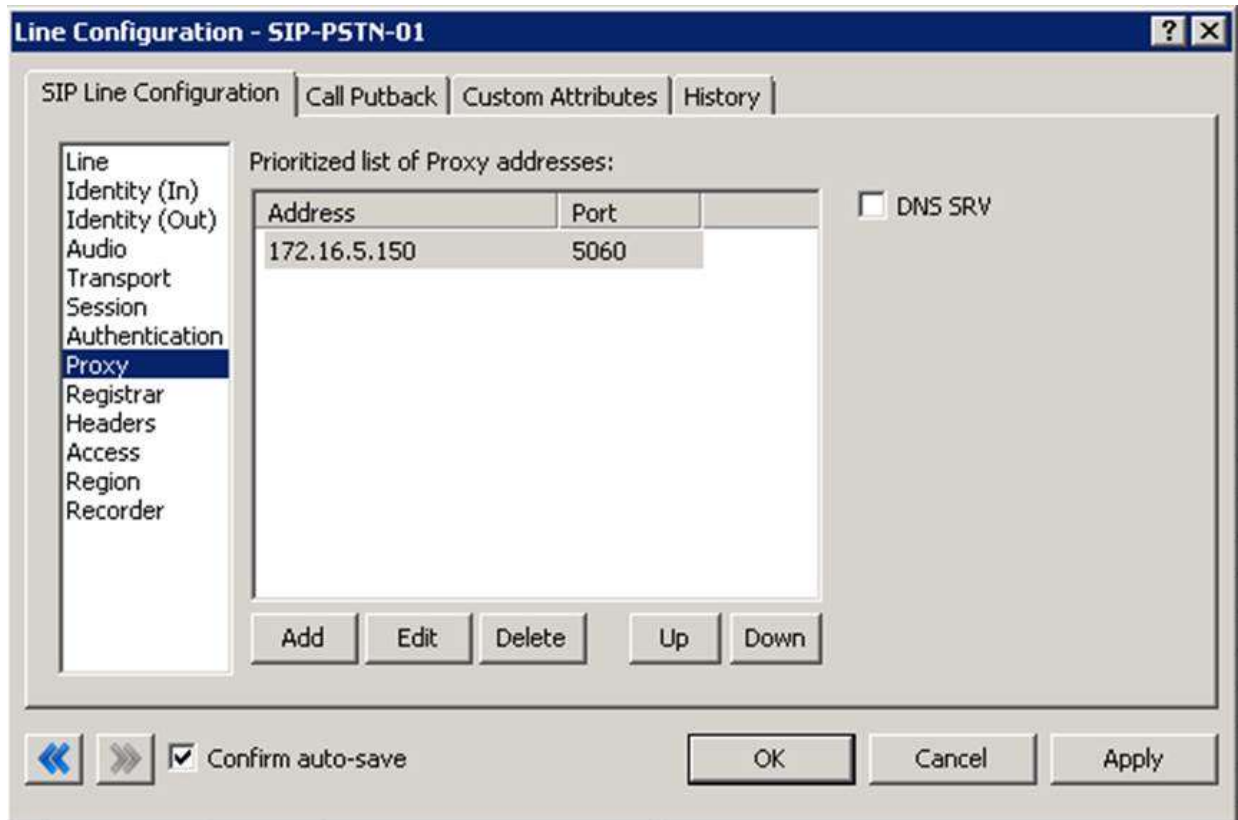 Line Configuration - SIP-PSTN-01
SIP Line Configuration Call Putback Custom Attributes History
Line
Identity (In)
Identity (Out)
Audio
Transport
Session
Authentication
Proxy
Registrar
Headers
Access
Region
Recorder
Prioritized list of Proxy addresses:
Address Port
172.16.5.150 5060
DNS SRV
Add Edit Delete Up Down
Confirm auto-save OK Cancel Apply